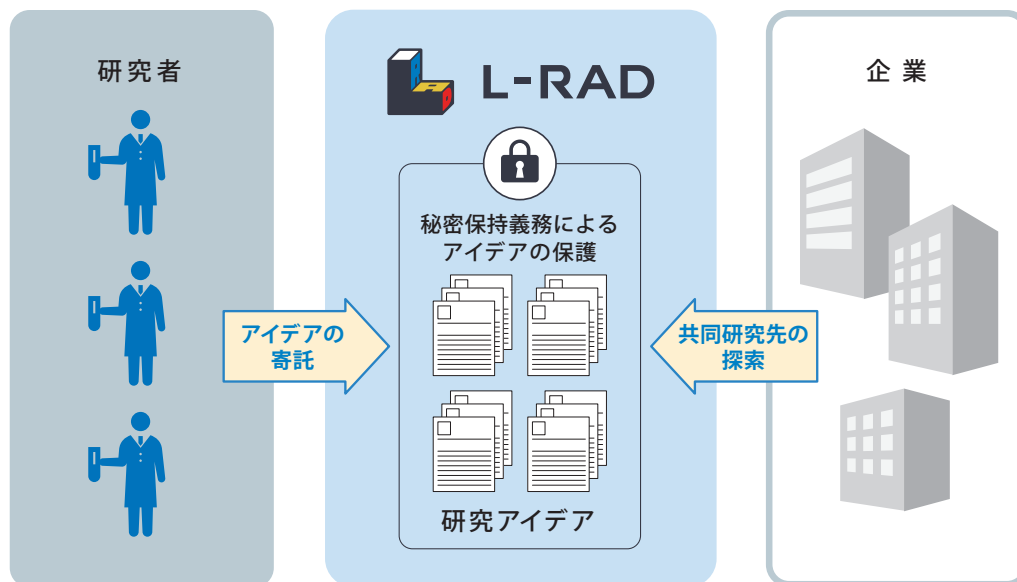 研究者
L-RAD
企業
秘密保持義務による
アイデアの保護
アイデアの
寄託
共同研究先の
探索
研究アイデア